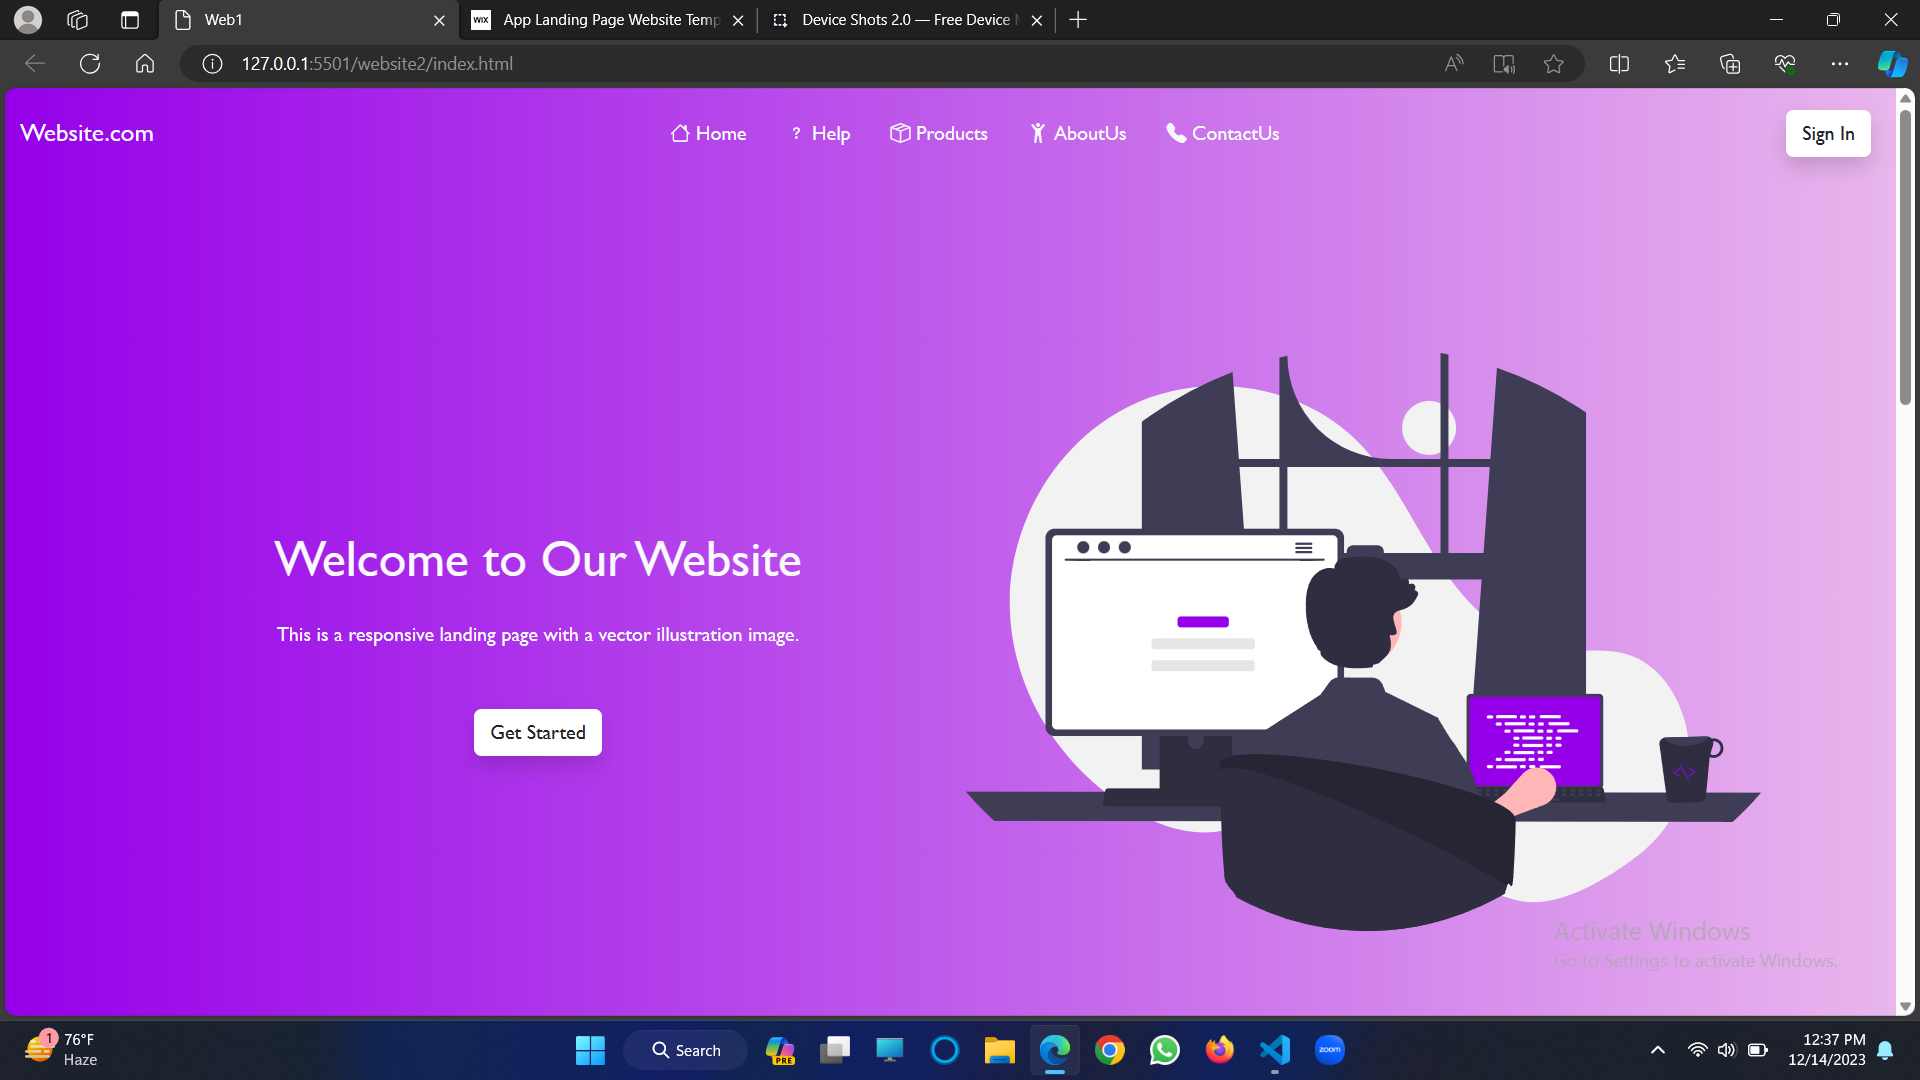 Web1
WIX
App Landing Page Website Temp
Device Shots 2.0 — Free Device
127.0.0.1:5501/website2/index.html
Website.com
Home
? Help
Products
AboutUs
ContactUs
Sign In
Welcome to Our Website
This is a responsive landing page with a vector illustration image.
Get Started
</>
Activate Windows
Go to Settings to activate Windows.
1
76°F
Haze
Search
PRE
zoom
12:37 PM
12/14/2023